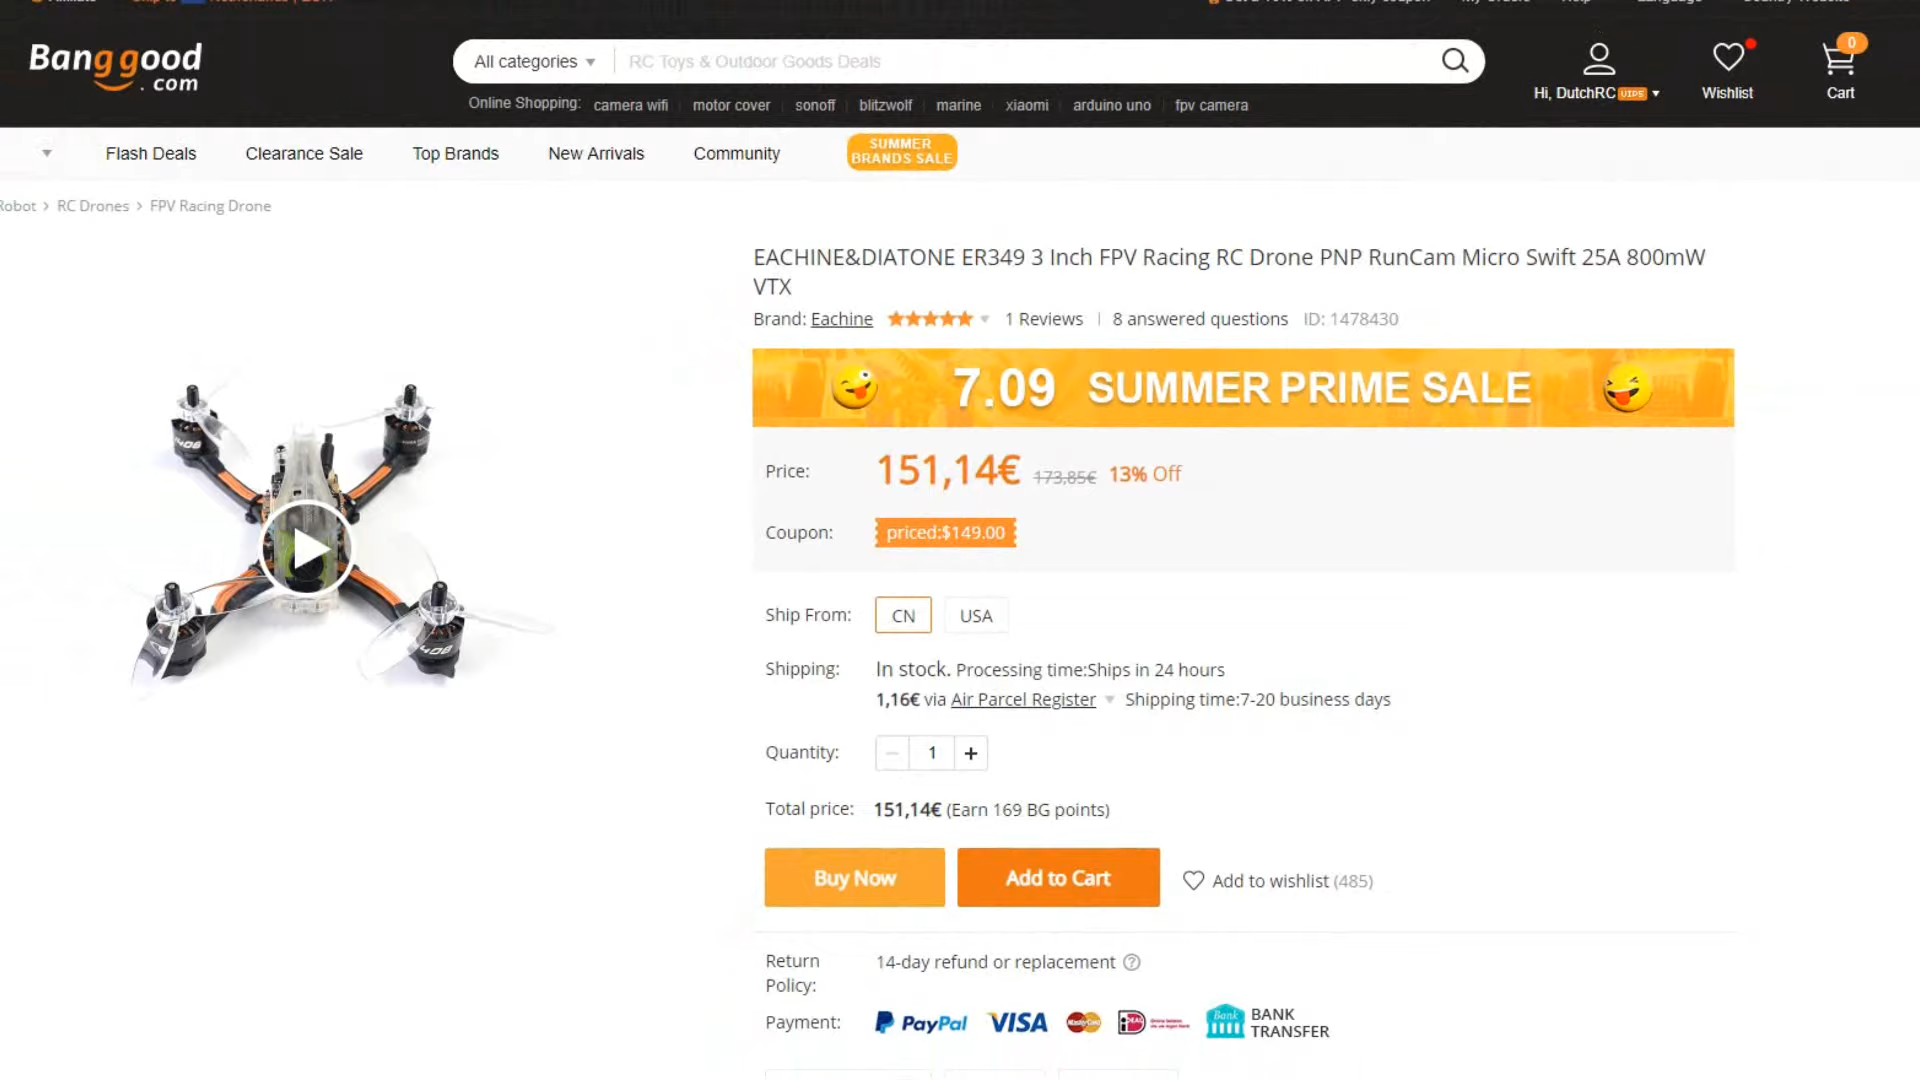 Banggood
.com
All categories
RC Toys & Outdoor Goods Deals
Online Shopping: camera wifi motor cover sonoff blitzwolf marine xiaomi arduino uno fpv camera
Hi, DutchRC VIP5
Wishlist
0
Cart
Flash Deals Clearance Sale Top Brands New Arrivals Community
SUMMER
BRANDS SALE
Robot > RC Drones > FPV Racing Drone
EACHINE&DIATONE ER349 3 Inch FPV Racing RC Drone PNP RunCam Micro Swift 25A 800mW
VTX
Brand: Eachine 1 Reviews | 8 answered questions ID: 1478430
7.09 SUMMER PRIME SALE
Price: 151,14€ 173,85€ 13% Off
Coupon: priced:$149.00
Ship From: CN USA
Shipping: In stock. Processing time:Ships in 24 hours
1,16€ via Air Parcel Register Shipping time:7-20 business days
Quantity: − 1 +
Total price: 151,14€ (Earn 169 BG points)
Buy Now Add to Cart Add to wishlist (485)
Return
Policy:
14-day refund or replacement ?
Payment: PayPal VISA MasterCard iDEAL Bank BANK
TRANSFER